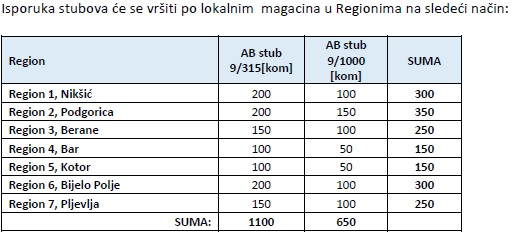 Isporuka stubova će se vršiti po lokalnim magacina u Regionima na sledeći način:
Region AB stub 9/315[kom] AB stub 9/1000 [kom] SUMA
Region 1, Nikšić 200 100 300
Region 2, Podgorica 200 150 350
Region 3, Berane 150 100 250
Region 4, Bar 100 50 150
Region 5, Kotor 100 50 150
Region 6, Bijelo Polje 200 100 300
Region 7, Pljevlja 150 100 250
SUMA: 1100 650